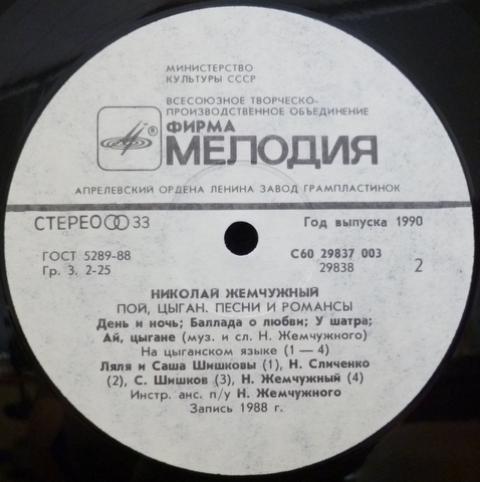 МИНИСТЕРСТВО
КУЛЬТУРЫ СССР
ВСЕСОЮЗНОЕ ТВОРЧЕСКО-
ПРОИЗВОДСТВЕННОЕ ОБЪЕДИНЕНИЕ
®
ФИРМА
МЕЛОДИЯ
АПРЕЛЕВСКИЙ ОРДЕНА ЛЕНИНА ЗАВОД ГРАМПЛАСТИНОК
СТЕРЕО 33
Год выпуска 1990
ГОСТ 5289-88
Гр. 3. 2-25
С60 29837 003
29838
2
НИКОЛАЙ ЖЕМЧУЖНЫЙ
ПОЙ, ЦЫГАН. ПЕСНИ И РОМАНСЫ
День и ночь; Баллада о любви; У шатра;
Ай, цыгане (муз. и сл. Н. Жемчужного)
На цыганском языке (1 — 4)
Ляля и Саша Шишковы (1), Н. Сличенко
(2), С. Шишков (3), Н. Жемчужный (4)
Инстр. анс. п/у Н. Жемчужного
Запись 1988 г.